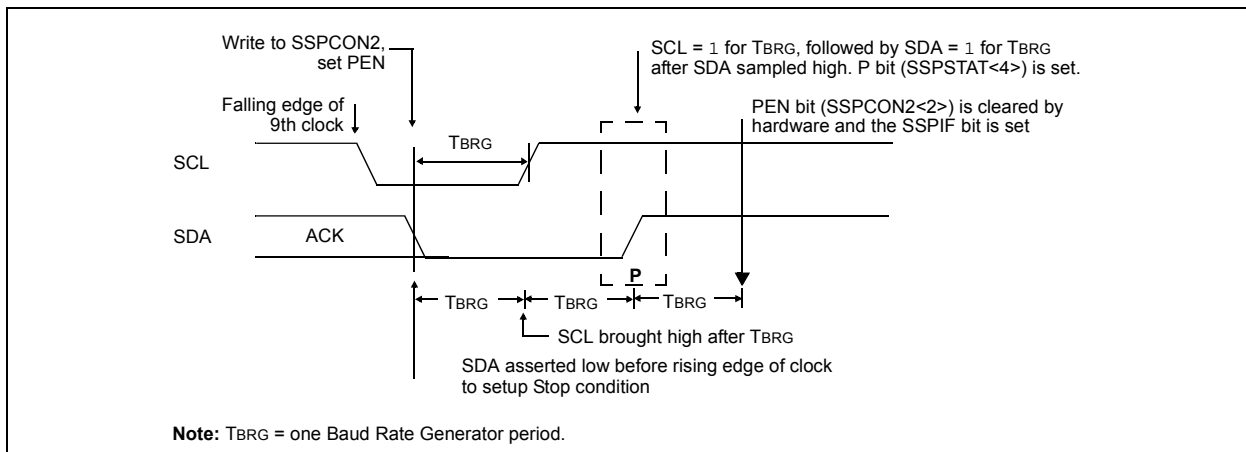 Write to SSPCON2,
set PEN
SCL = 1 for TBRG, followed by SDA = 1 for TBRG
after SDA sampled high. P bit (SSPSTAT<4>) is set.
Falling edge of
9th clock
PEN bit (SSPCON2<2>) is cleared by
hardware and the SSPIF bit is set
TBRG
SCL
SDA
ACK
P
TBRG
TBRG
TBRG
SCL brought high after TBRG
SDA asserted low before rising edge of clock
to setup Stop condition
Note: TBRG = one Baud Rate Generator period.